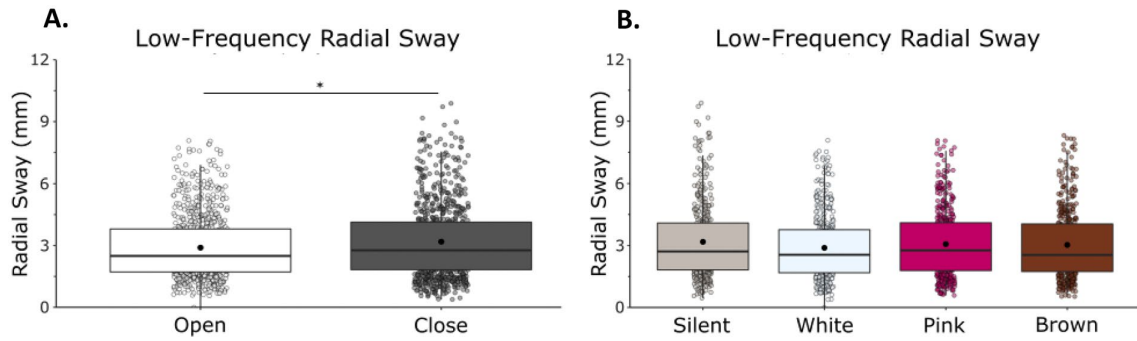 A.
Low-Frequency Radial Sway
Radial Sway (mm)
12
9
6
3
0
*
Open
Close
B.
Low-Frequency Radial Sway
Radial Sway (mm)
12
9
6
3
0
Silent
White
Pink
Brown